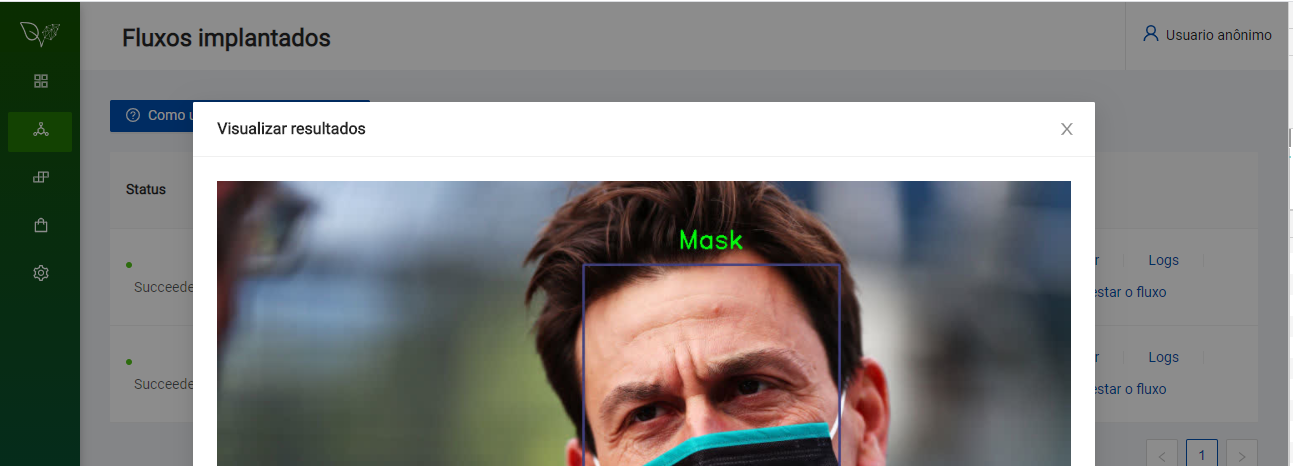 Fluxos implantados
Usuario anônimo
Como
Visualizar resultados
Status
Mask
Logs
Succeede
estar o fluxo
Logs
Succeede
estar o fluxo
< 1 >